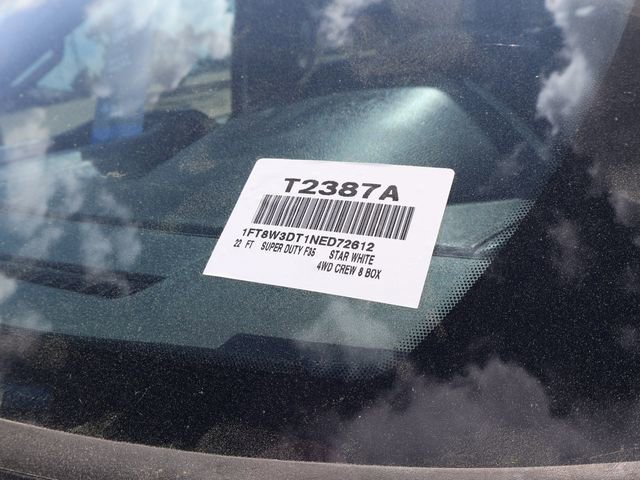 T2387A
1FT8W3DT1NED72612
22 FT SUPER DUTY F35 STAR WHITE
4WD CREW 8 BOX